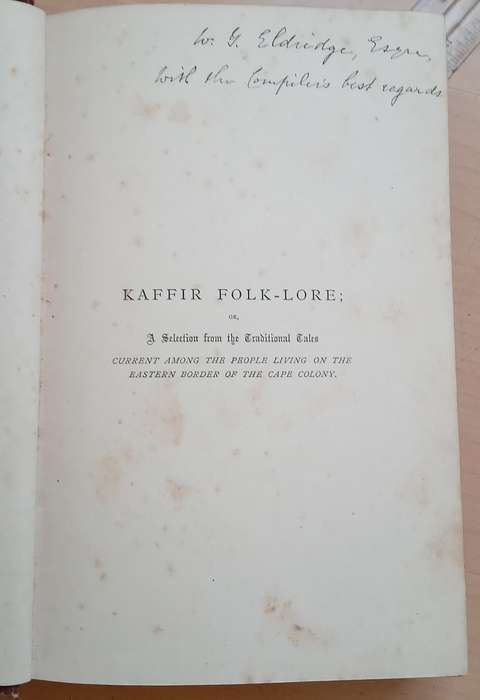 W. G. Eldridge, Esqre,
with the Compiler's best regards
KAFFIR FOLK-LORE;
OR,
A Selection from the Traditional Tales
CURRENT AMONG THE PEOPLE LIVING ON THE
EASTERN BORDER OF THE CAPE COLONY.